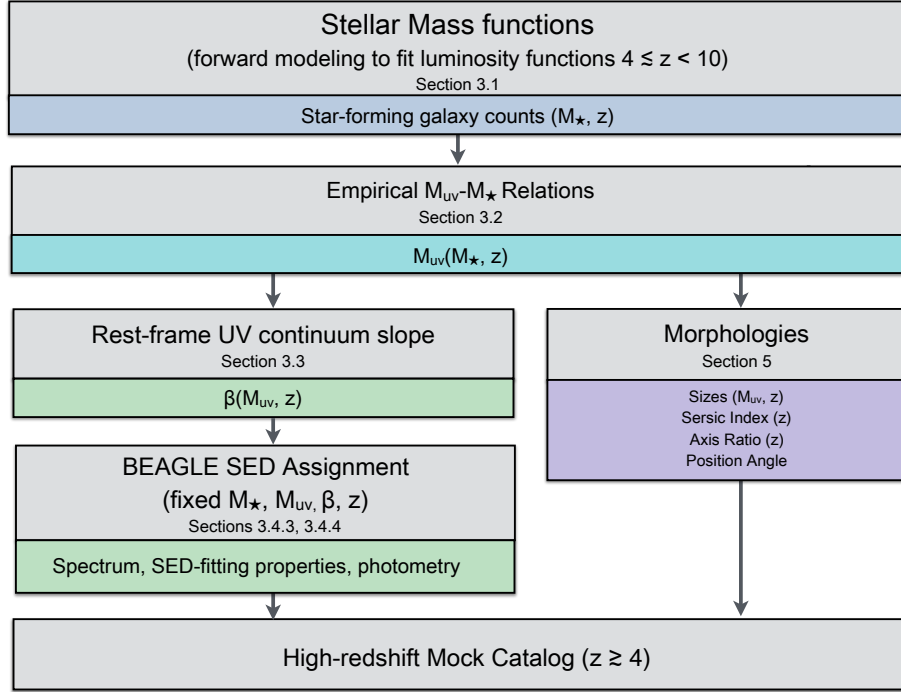 Stellar Mass functions
(forward modeling to fit luminosity functions 4 ≤ z < 10)
Section 3.1
Star-forming galaxy counts (M★, z)
Empirical Muv-M★ Relations
Section 3.2
Muv(M★, z)
Rest-frame UV continuum slope
Section 3.3
β(Muv, z)
BEAGLE SED Assignment
(fixed M★, Muv, β, z)
Sections 3.4.3, 3.4.4
Spectrum, SED-fitting properties, photometry
Morphologies
Section 5
Sizes (Muv, z)
Sersic Index (z)
Axis Ratio (z)
Position Angle
High-redshift Mock Catalog (z ≳ 4)